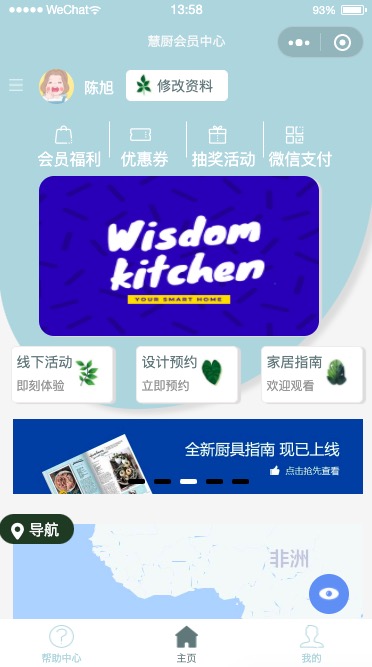 WeChat 13:58 93%
慧厨会员中心
陈旭 修改资料
会员福利 优惠券 抽奖活动 微信支付
Wisdom
kitchen
YOUR SMART HOME
线下活动 设计预约 家居指南
即刻体验 立即预约 欢迎观看
全新厨具指南 现已上线
点击抢先查看
导航
非洲
帮助中心 主页 我的